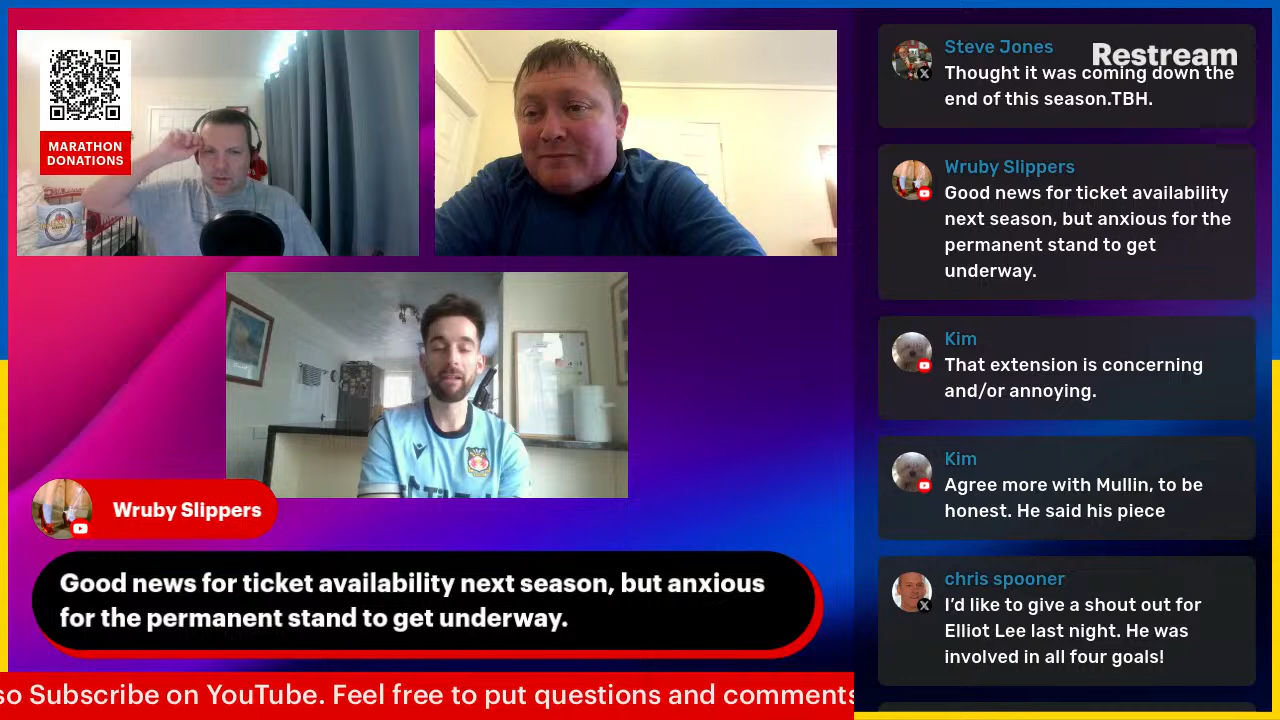 MARATHON
DONATIONS
Wruby Slippers
Good news for ticket availability next season, but anxious
for the permanent stand to get underway.
so Subscribe on YouTube. Feel free to put questions and comments
Restream
Steve Jones
Thought it was coming down the
end of this season.TBH.
Wruby Slippers
Good news for ticket availability
next season, but anxious for the
permanent stand to get
underway.
Kim
That extension is concerning
and/or annoying.
Kim
Agree more with Mullin, to be
honest. He said his piece
chris spooner
I'd like to give a shout out for
Elliot Lee last night. He was
involved in all four goals!